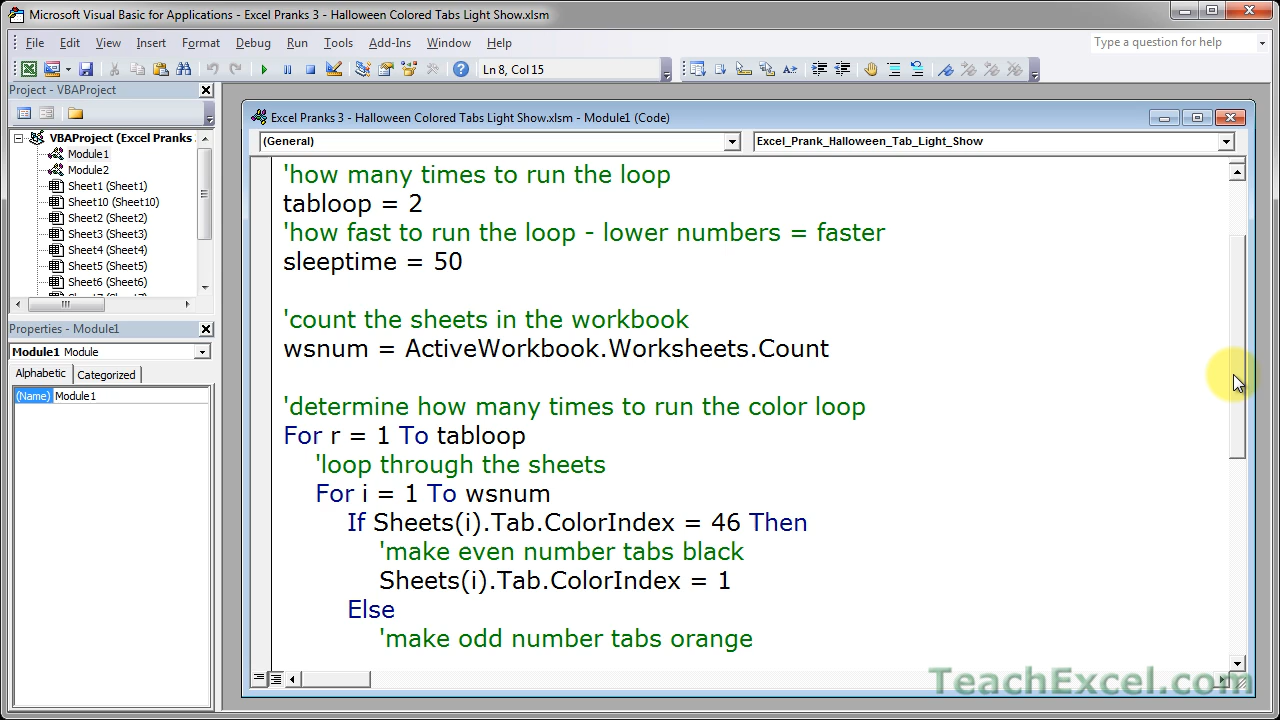 Microsoft Visual Basic for Applications - Excel Pranks 3 - Halloween Colored Tabs Light Show.xlsm
File Edit View Insert Format Debug Run Tools Add-Ins Window Help
Type a question for help
Ln 8, Col 15
Project - VBAProject
VBAProject (Excel Pranks
Module1
Module2
Sheet1 (Sheet1)
Sheet10 (Sheet10)
Sheet2 (Sheet2)
Sheet3 (Sheet3)
Sheet4 (Sheet4)
Sheet5 (Sheet5)
Sheet6 (Sheet6)
Properties - Module1
Module1 Module
Alphabetic Categorized
(Name) Module1
Excel Pranks 3 - Halloween Colored Tabs Light Show.xlsm - Module1 (Code)
(General) Excel_Prank_Halloween_Tab_Light_Show
'how many times to run the loop
tabloop = 2
'how fast to run the loop - lower numbers = faster
sleeptime = 50
'count the sheets in the workbook
wsnum = ActiveWorkbook.Worksheets.Count
'determine how many times to run the color loop
For r = 1 To tabloop
'loop through the sheets
For i = 1 To wsnum
If Sheets(i).Tab.ColorIndex = 46 Then
'make even number tabs black
Sheets(i).Tab.ColorIndex = 1
Else
'make odd number tabs orange
TeachExcel.com